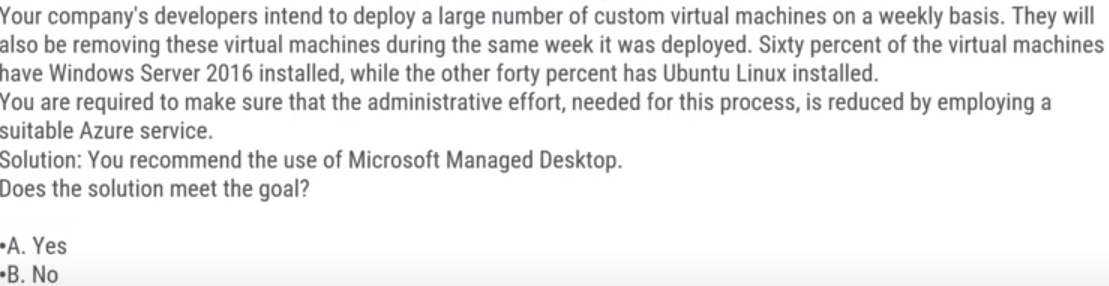 Your company's developers intend to deploy a large number of custom virtual machines on a weekly basis. They will
also be removing these virtual machines during the same week it was deployed. Sixty percent of the virtual machines
have Windows Server 2016 installed, while the other forty percent has Ubuntu Linux installed.
You are required to make sure that the administrative effort, needed for this process, is reduced by employing a
suitable Azure service.
Solution: You recommend the use of Microsoft Managed Desktop.
Does the solution meet the goal?
•A. Yes
•B. No